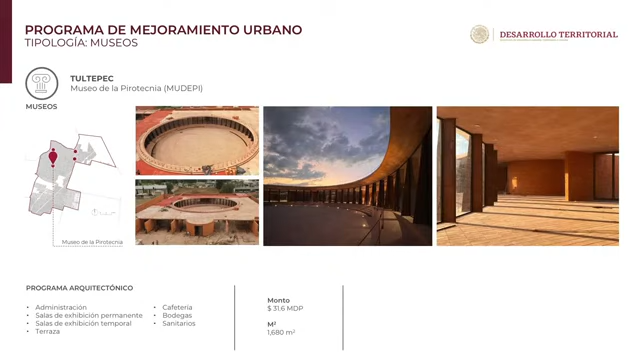 PROGRAMA DE MEJORAMIENTO URBANO
TIPOLOGÍA: MUSEOS
DESARROLLO TERRITORIAL
TULTEPEC
Museo de la Pirotecnia (MUDEPI)
MUSEOS
Museo de la Pirotecnia
PROGRAMA ARQUITECTÓNICO
• Administración
• Salas de exhibición permanente
• Salas de exhibición temporal
• Terraza
• Cafetería
• Bodegas
• Sanitarios
Monto
$ 31.6 MDP
M²
1,680 m²